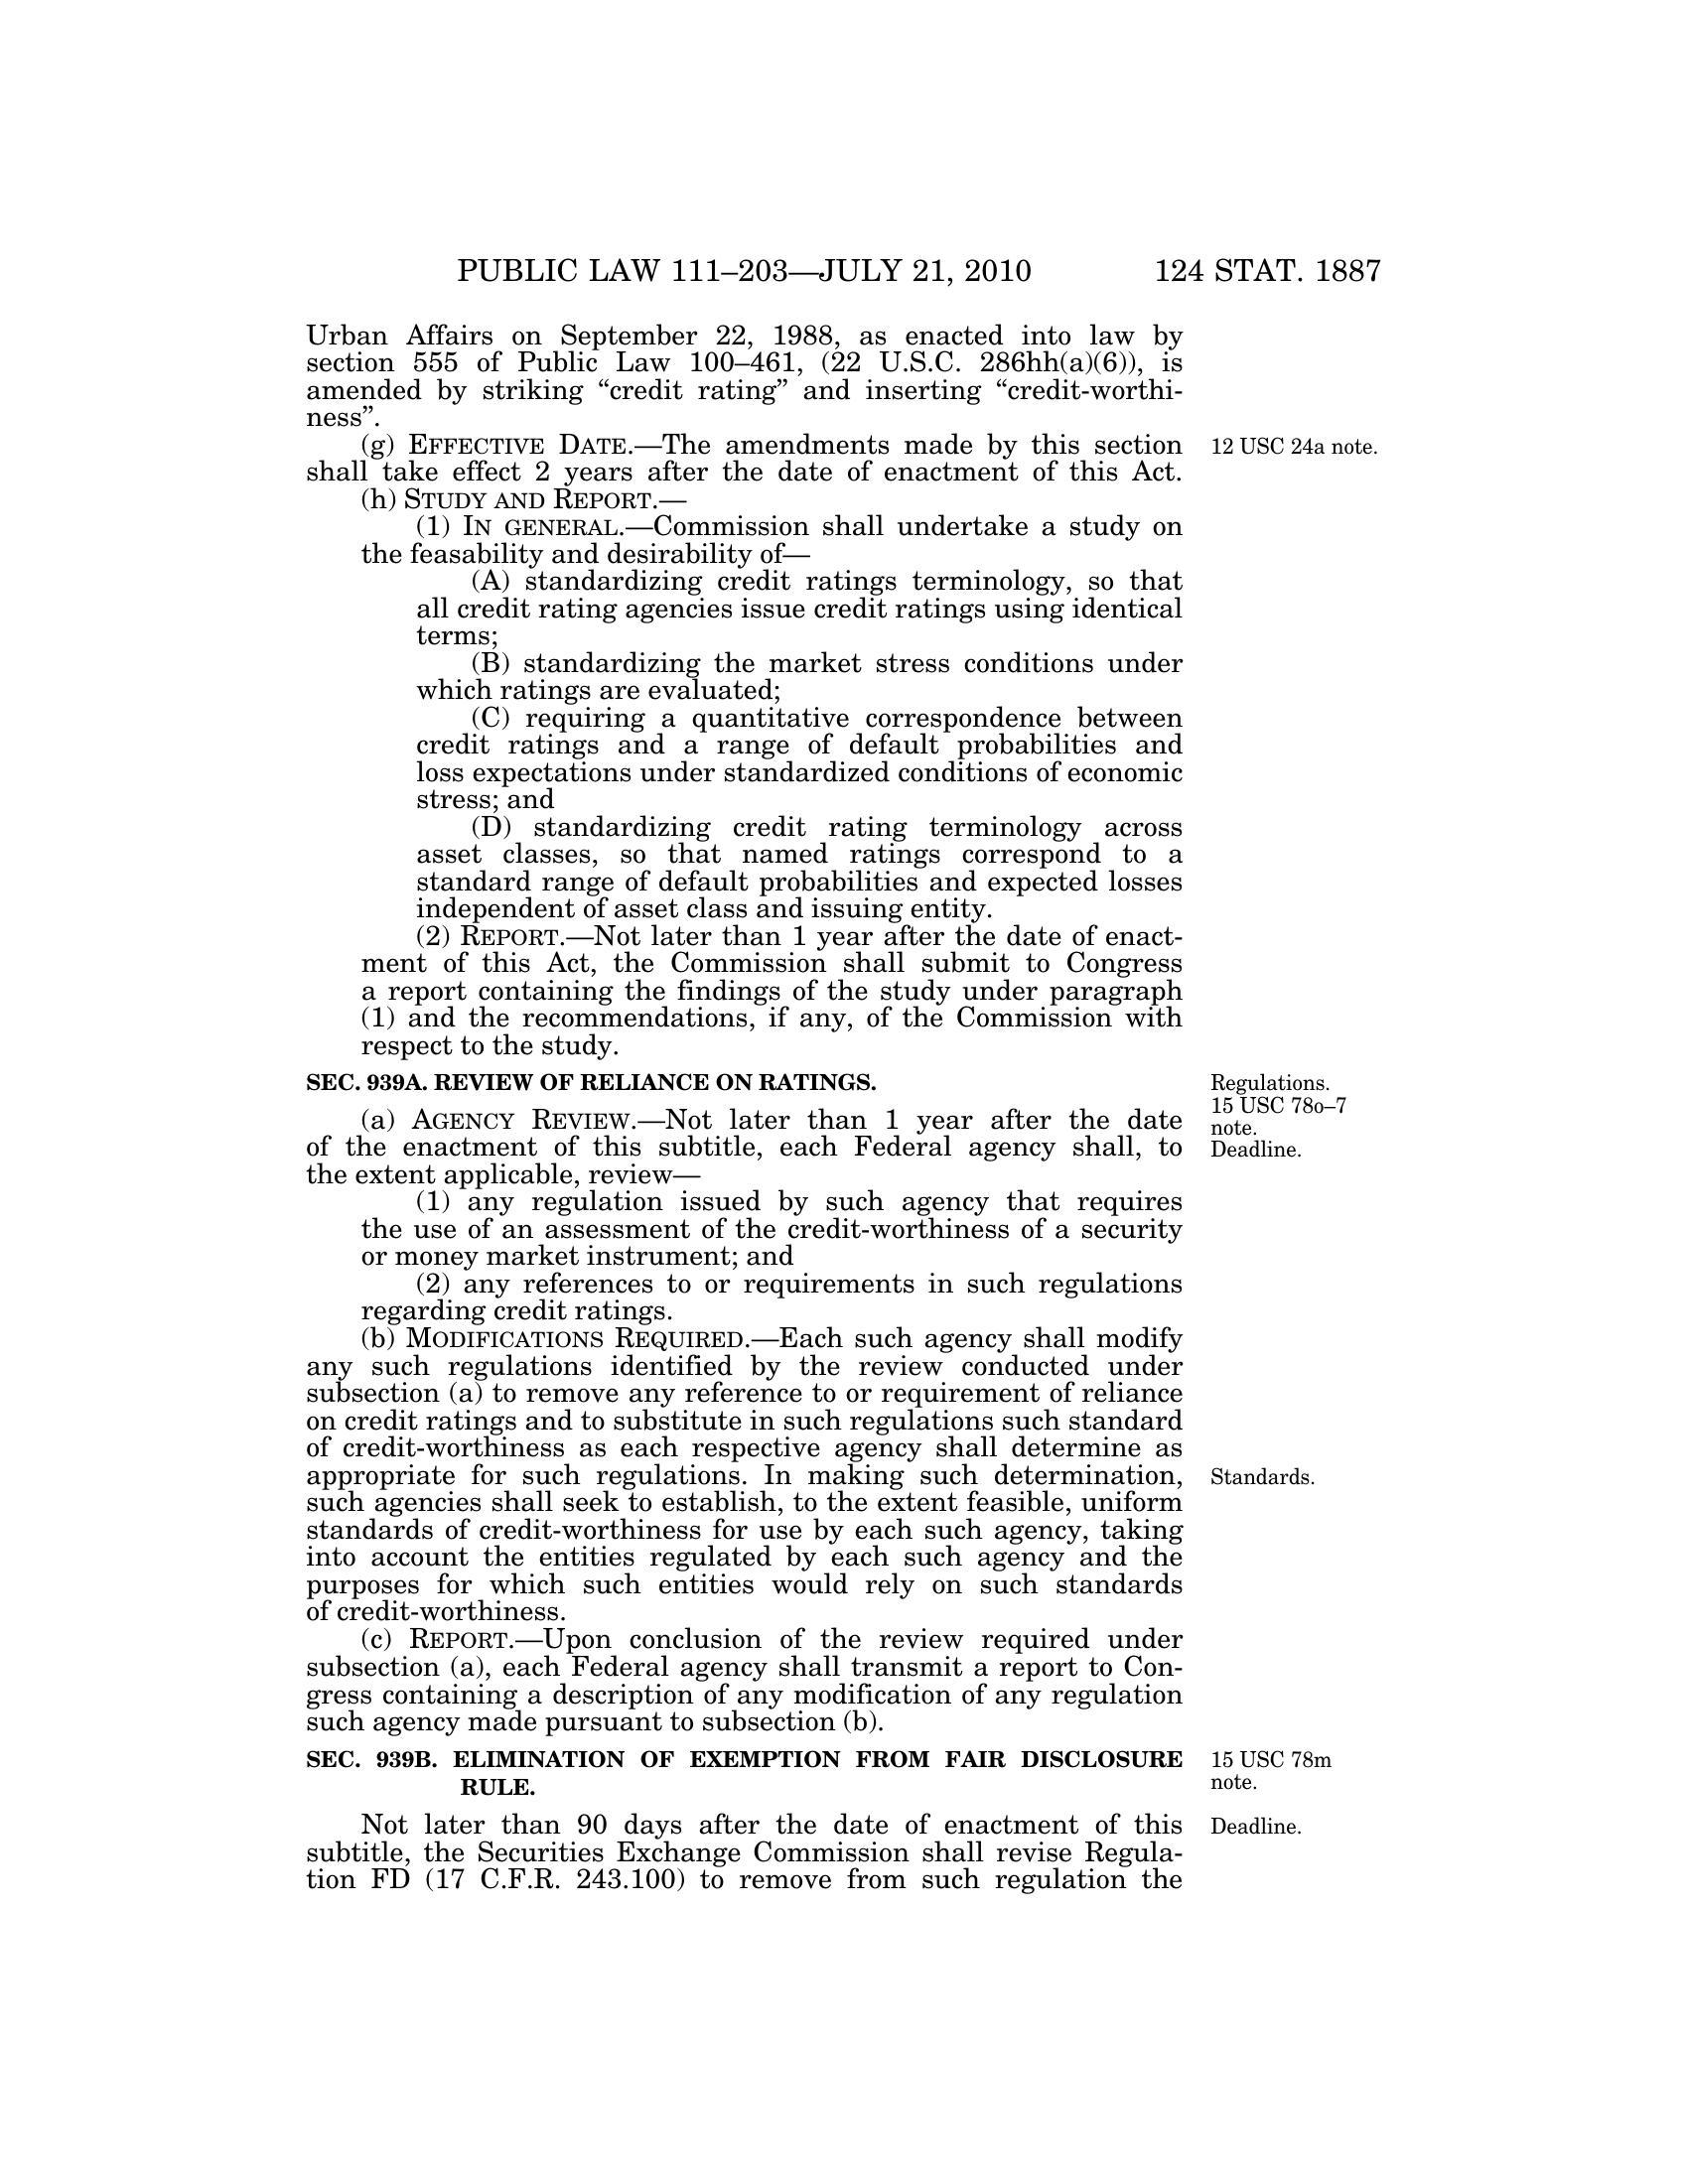 PUBLIC LAW 111–203—JULY 21, 2010 124 STAT. 1887
Urban Affairs on September 22, 1988, as enacted into law by
section 555 of Public Law 100–461, (22 U.S.C. 286hh(a)(6)), is
amended by striking “credit rating” and inserting “credit-worthi-
ness”.
(g) EFFECTIVE DATE.—The amendments made by this section
shall take effect 2 years after the date of enactment of this Act.
12 USC 24a note.
(h) STUDY AND REPORT.—
(1) IN GENERAL.—Commission shall undertake a study on
the feasability and desirability of—
(A) standardizing credit ratings terminology, so that
all credit rating agencies issue credit ratings using identical
terms;
(B) standardizing the market stress conditions under
which ratings are evaluated;
(C) requiring a quantitative correspondence between
credit ratings and a range of default probabilities and
loss expectations under standardized conditions of economic
stress; and
(D) standardizing credit rating terminology across
asset classes, so that named ratings correspond to a
standard range of default probabilities and expected losses
independent of asset class and issuing entity.
(2) REPORT.—Not later than 1 year after the date of enact-
ment of this Act, the Commission shall submit to Congress
a report containing the findings of the study under paragraph
(1) and the recommendations, if any, of the Commission with
respect to the study.
SEC. 939A. REVIEW OF RELIANCE ON RATINGS.
Regulations.
15 USC 78o–7
note.
Deadline.
(a) AGENCY REVIEW.—Not later than 1 year after the date
of the enactment of this subtitle, each Federal agency shall, to
the extent applicable, review—
(1) any regulation issued by such agency that requires
the use of an assessment of the credit-worthiness of a security
or money market instrument; and
(2) any references to or requirements in such regulations
regarding credit ratings.
(b) MODIFICATIONS REQUIRED.—Each such agency shall modify
any such regulations identified by the review conducted under
subsection (a) to remove any reference to or requirement of reliance
on credit ratings and to substitute in such regulations such standard
of credit-worthiness as each respective agency shall determine as
appropriate for such regulations. In making such determination,
such agencies shall seek to establish, to the extent feasible, uniform
standards of credit-worthiness for use by each such agency, taking
into account the entities regulated by each such agency and the
purposes for which such entities would rely on such standards
of credit-worthiness.
Standards.
(c) REPORT.—Upon conclusion of the review required under
subsection (a), each Federal agency shall transmit a report to Con-
gress containing a description of any modification of any regulation
such agency made pursuant to subsection (b).
SEC. 939B. ELIMINATION OF EXEMPTION FROM FAIR DISCLOSURE
RULE.
15 USC 78m
note.
Not later than 90 days after the date of enactment of this
subtitle, the Securities Exchange Commission shall revise Regula-
tion FD (17 C.F.R. 243.100) to remove from such regulation the
Deadline.